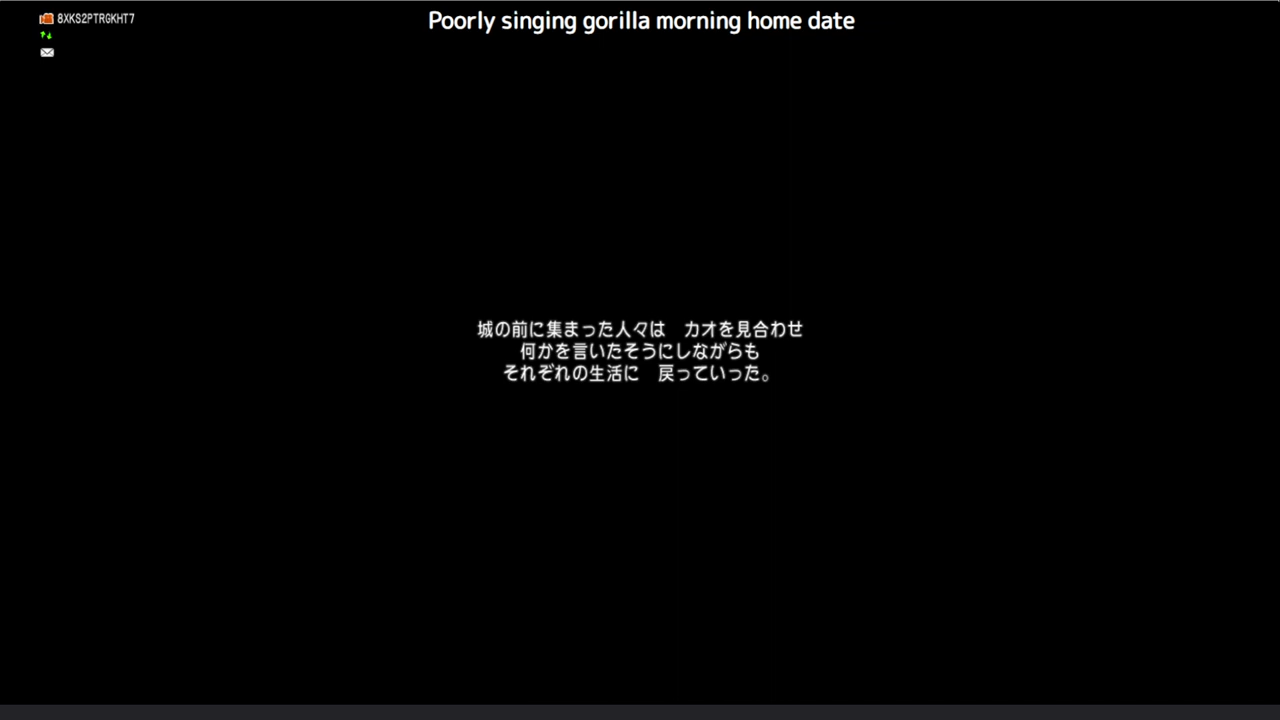 8XKS2PTRGKHT7
Poorly singing gorilla morning home date
城の前に集まった人々は　カオを見合わせ
何かを言いたそうにしながらも
それぞれの生活に　戻っていった。